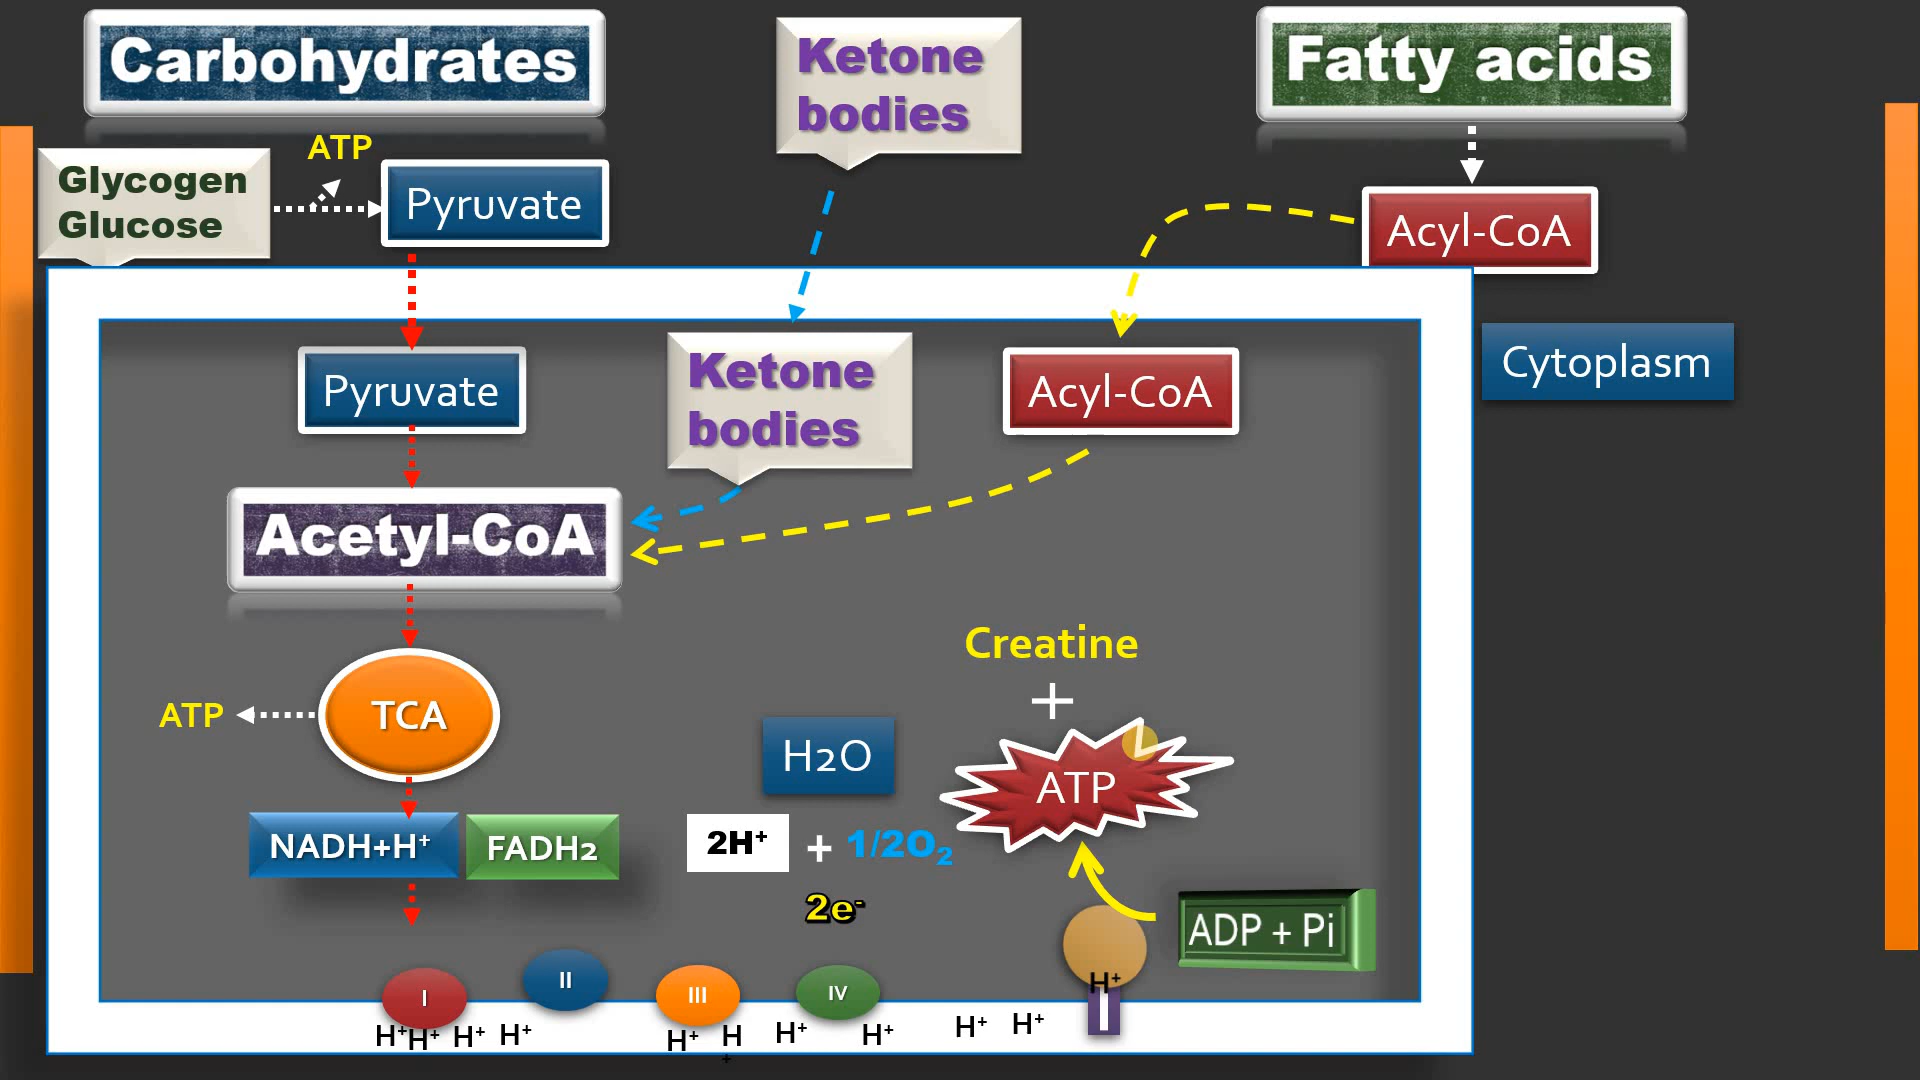 Carbohydrates
Ketone
bodies
Fatty acids
ATP
Glycogen
Glucose
Pyruvate
Acyl-CoA
Cytoplasm
Pyruvate
Ketone
bodies
Acyl-CoA
Acetyl-CoA
Creatine
+
ATP
TCA
H2O
ATP
NADH+H⁺
FADH2
2H⁺
+
1/2O₂
2e⁻
ADP + Pi
I
II
III
IV
H⁺
H⁺
H⁺
H⁺
H⁺
H⁺
H
+
H⁺
H⁺
H⁺
H⁺